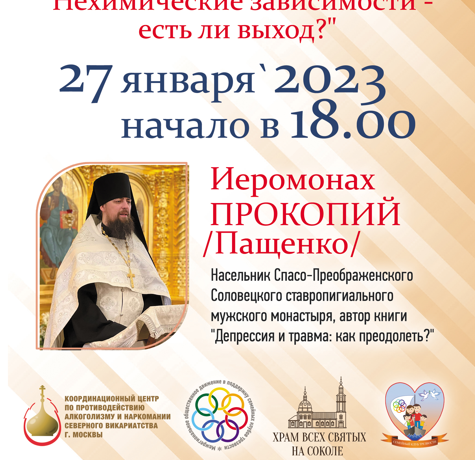 Нехимические зависимости -
есть ли выход?"
27 января`2023
начало в 18.00
Иеромонах
ПРОКОПИЙ
/Пащенко/
Насельник Спасо-Преображенского
Соловецкого ставропигиального
мужского монастыря, автор книги
"Депрессия и травма: как преодолеть?"
КООРДИНАЦИОННЫЙ ЦЕНТР
ПО ПРОТИВОДЕЙСТВИЮ
АЛКОГОЛИЗМУ И НАРКОМАНИИ
СЕВЕРНОГО ВИКАРИАТСТВА
Г. МОСКВЫ
ХРАМ ВСЕХ СВЯТЫХ
НА СОКОЛЕ